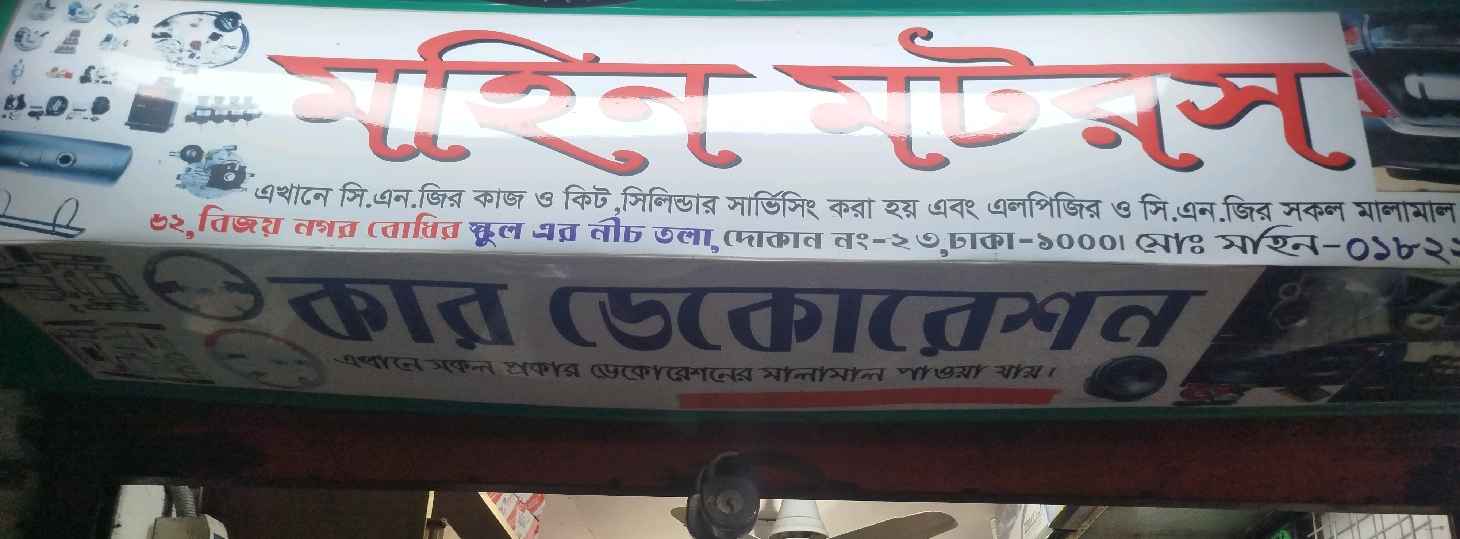 মহিন মটরস
এখানে সি.এন.জির কাজ ও কিট,সিলিন্ডার সার্ভিসিং করা হয় এবং এলপিজির ও সি.এন.জির সকল মালামাল
৬২,বিজয় নগর বোধির স্কুল এর নীচ তলা, দোকান নং-২৩,ঢাকা-১০০০। মোঃ মহিন-০১৮২২
কার ডেকোরেশন
এখানে সকল প্রকার ডেকোরেশনের মালামাল পাওয়া যায়।